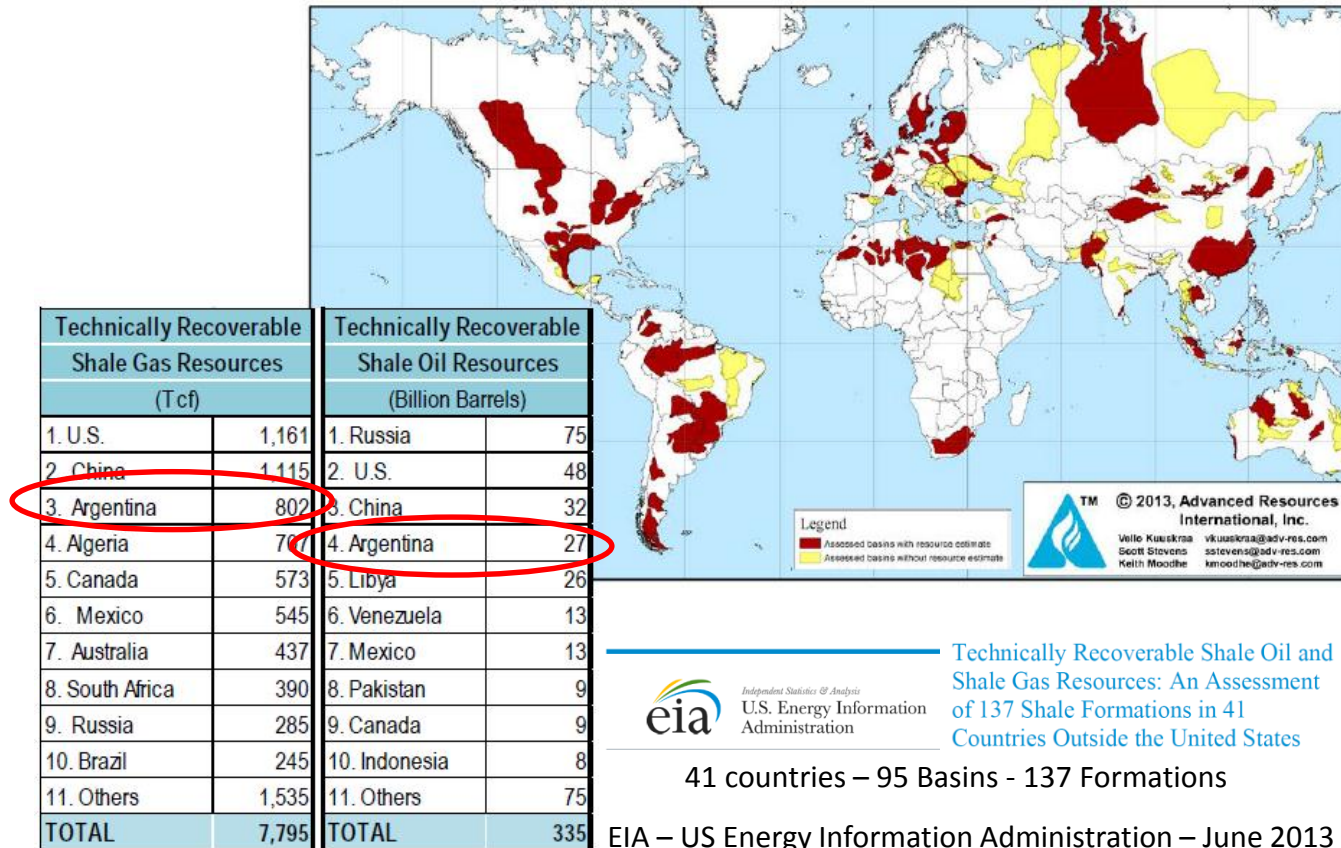 Technically Recoverable
Shale Gas Resources
(Tcf)
1. U.S. 1,161
2. China 1,115
3. Argentina 802
4. Algeria 707
5. Canada 573
6. Mexico 545
7. Australia 437
8. South Africa 390
9. Russia 285
10. Brazil 245
11. Others 1,535
TOTAL 7,795
Technically Recoverable
Shale Oil Resources
(Billion Barrels)
1. Russia 75
2. U.S. 48
3. China 32
4. Argentina 27
5. Libya 26
6. Venezuela 13
7. Mexico 13
8. Pakistan 9
9. Canada 9
10. Indonesia 8
11. Others 75
TOTAL 335
Legend
Assessed basins with resource estimate
Assessed basins without resource estimate
TM
© 2013, Advanced Resources
International, Inc.
Vello Kuuskraa vkuuskraa@adv-res.com
Scott Stevens sstevens@adv-res.com
Keith Moodhe kmoodhe@adv-res.com
eia
Independent Statistics & Analysis
U.S. Energy Information
Administration
Technically Recoverable Shale Oil and
Shale Gas Resources: An Assessment
of 137 Shale Formations in 41
Countries Outside the United States
41 countries – 95 Basins - 137 Formations
EIA – US Energy Information Administration – June 2013